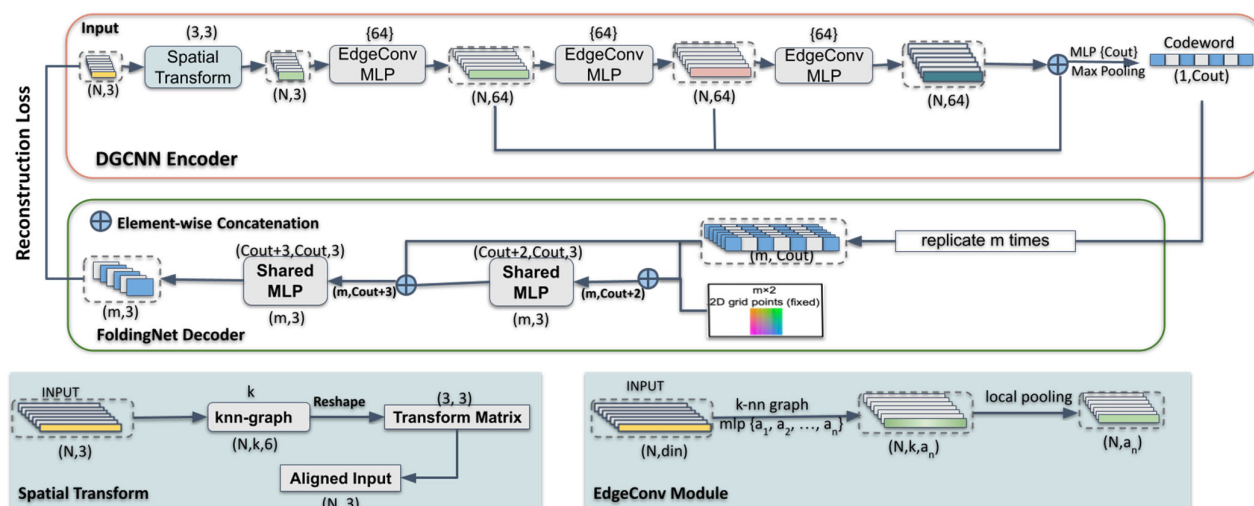 Input
(3,3)
{64}
{64}
{64}
Spatial
Transform
EdgeConv
MLP
EdgeConv
MLP
EdgeConv
MLP
MLP {Cout}
Max Pooling
Codeword
(1,Cout)
(N,3)
(N,3)
(N,64)
(N,64)
(N,64)
DGCNN Encoder
Reconstruction Loss
Element-wise Concatenation
(Cout+3,Cout,3)
(Cout+2,Cout,3)
(m, Cout)
replicate m times
Shared
MLP
(m,Cout+3)
Shared
MLP
(m,Cout+2)
m×2
2D grid points (fixed)
(m,3)
(m,3)
(m,3)
FoldingNet Decoder
INPUT
k
(3, 3)
knn-graph
Reshape
Transform Matrix
(N,3)
(N,k,6)
Aligned Input
(N, 3)
Spatial Transform
INPUT
k-nn graph
mlp {a₁, a₂, …, aₙ}
local pooling
(N,din)
(N,k,aₙ)
(N,aₙ)
EdgeConv Module